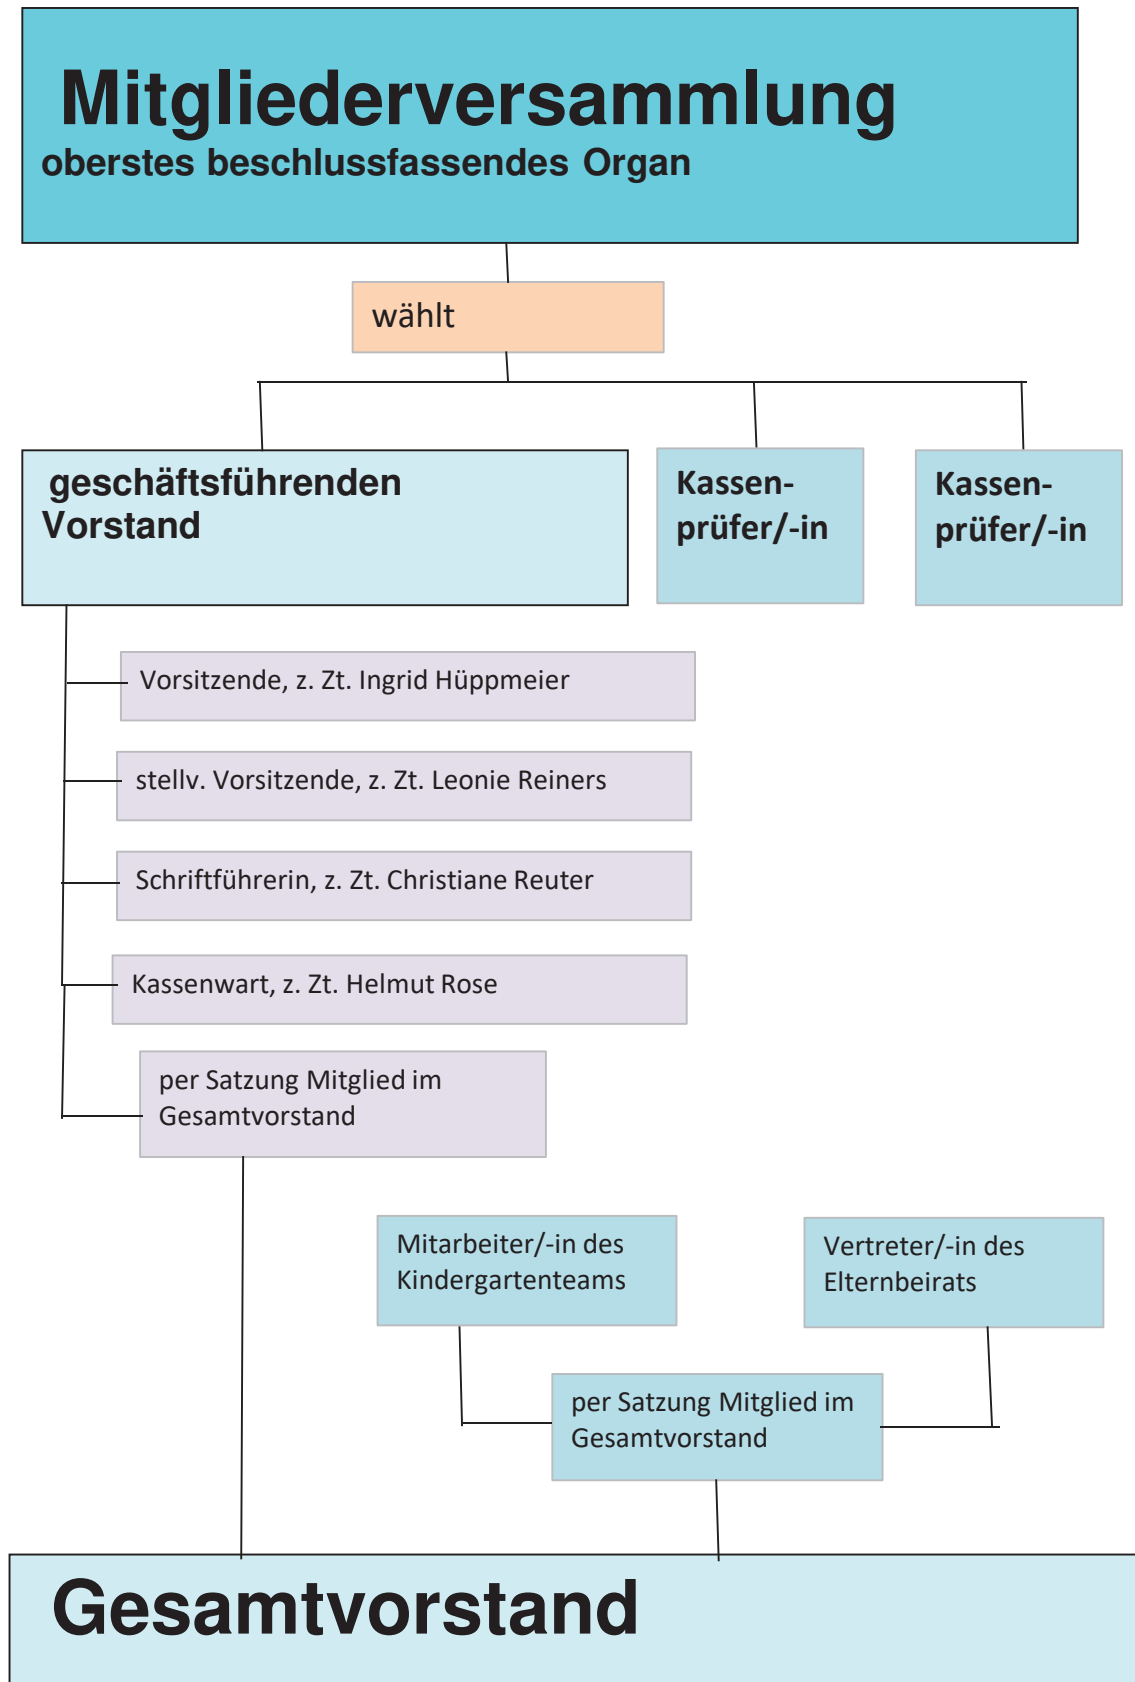 Mitgliederversammlung
oberstes beschlussfassendes Organ
wählt
geschäftsführenden
Vorstand
Kassen-
prüfer/-in
Kassen-
prüfer/-in
Vorsitzende, z. Zt. Ingrid Hüppmeier
stellv. Vorsitzende, z. Zt. Leonie Reiners
Schriftführerin, z. Zt. Christiane Reuter
Kassenwart, z. Zt. Helmut Rose
per Satzung Mitglied im
Gesamtvorstand
Mitarbeiter/-in des
Kindergartenteams
Vertreter/-in des
Elternbeirats
per Satzung Mitglied im
Gesamtvorstand
Gesamtvorstand